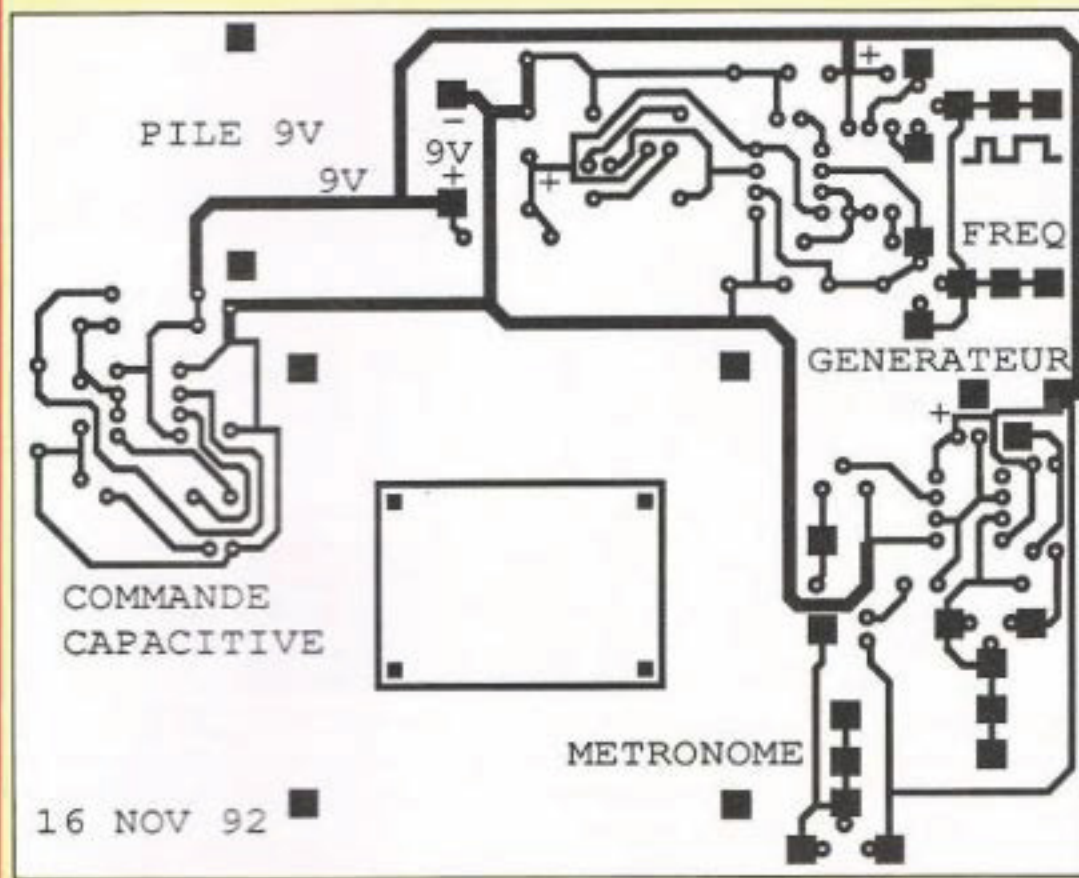 PILE 9V
-
9V
+
9V
+
+
FREQ
GENERATEUR
+
COMMANDE
CAPACITIVE
METRONOME
16 NOV 92